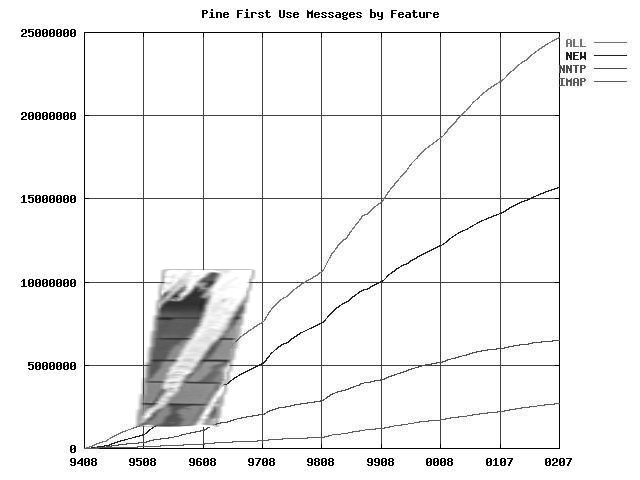 Pine First Use Messages by Feature
25000000
20000000
15000000
10000000
5000000
0
ALL
NEW
NNTP
IMAP
9408 9508 9608 9708 9808 9908 0008 0107 0207